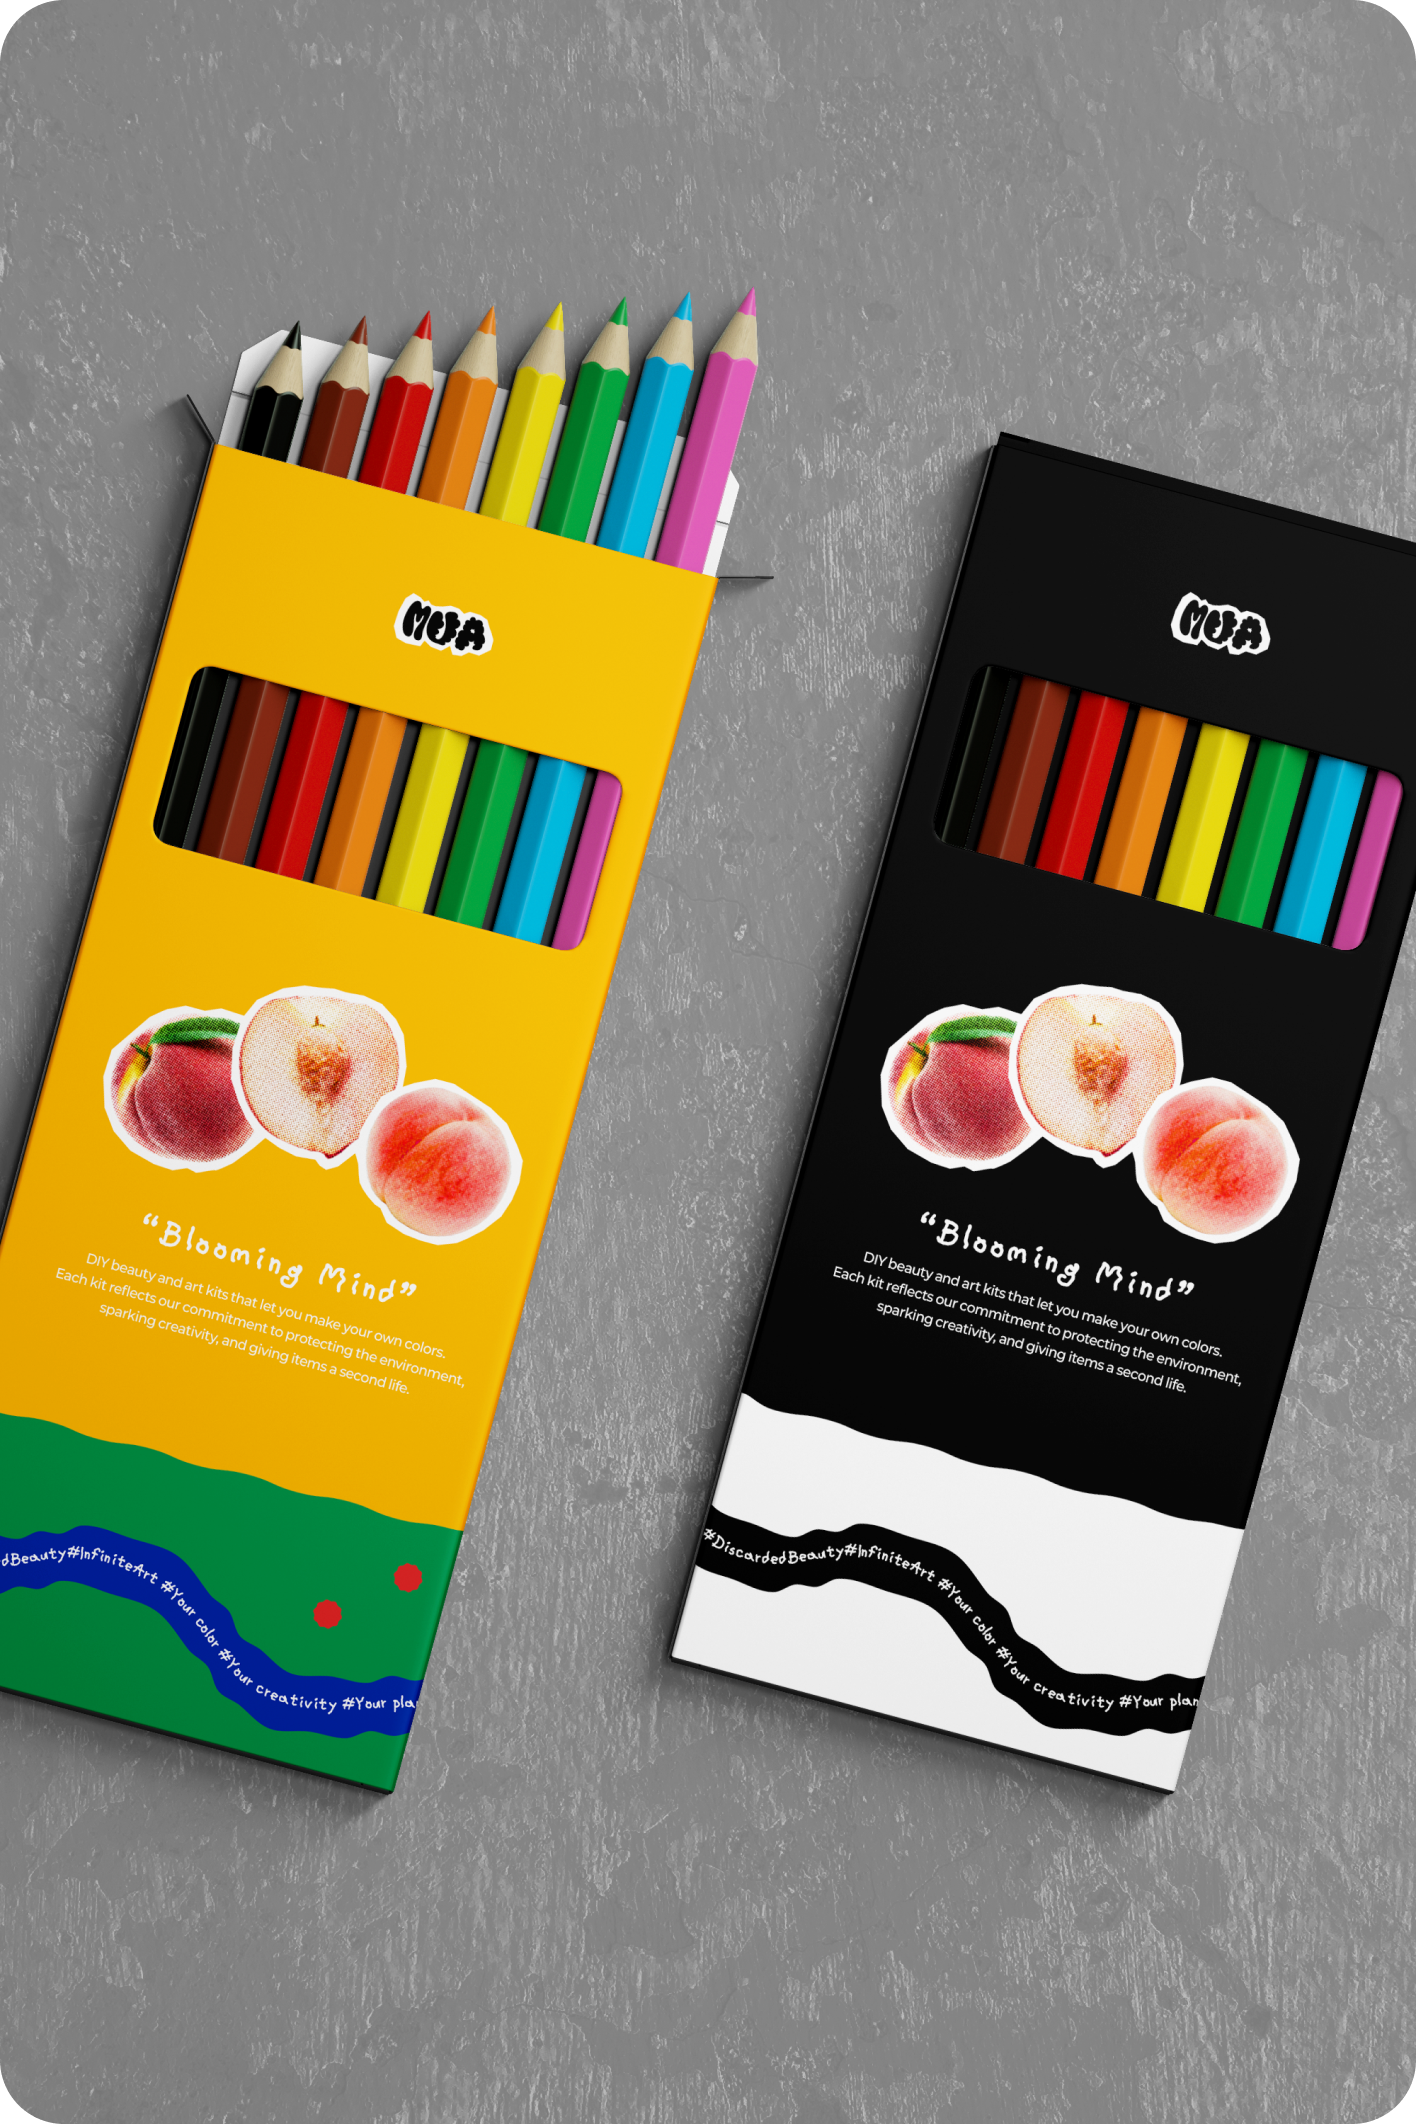 MUA
“Blooming Mind”
DIY beauty and art kits that let you make your own colors.
Each kit reflects our commitment to protecting the environment,
sparking creativity, and giving items a second life.
dBeauty#InfiniteArt #Your color #Your creativity #Your pla
MUA
“Blooming Mind”
DIY beauty and art kits that let you make your own colors.
Each kit reflects our commitment to protecting the environment,
sparking creativity, and giving items a second life.
#DiscardedBeauty#InfiniteArt #Your color #Your creativity #Your plan